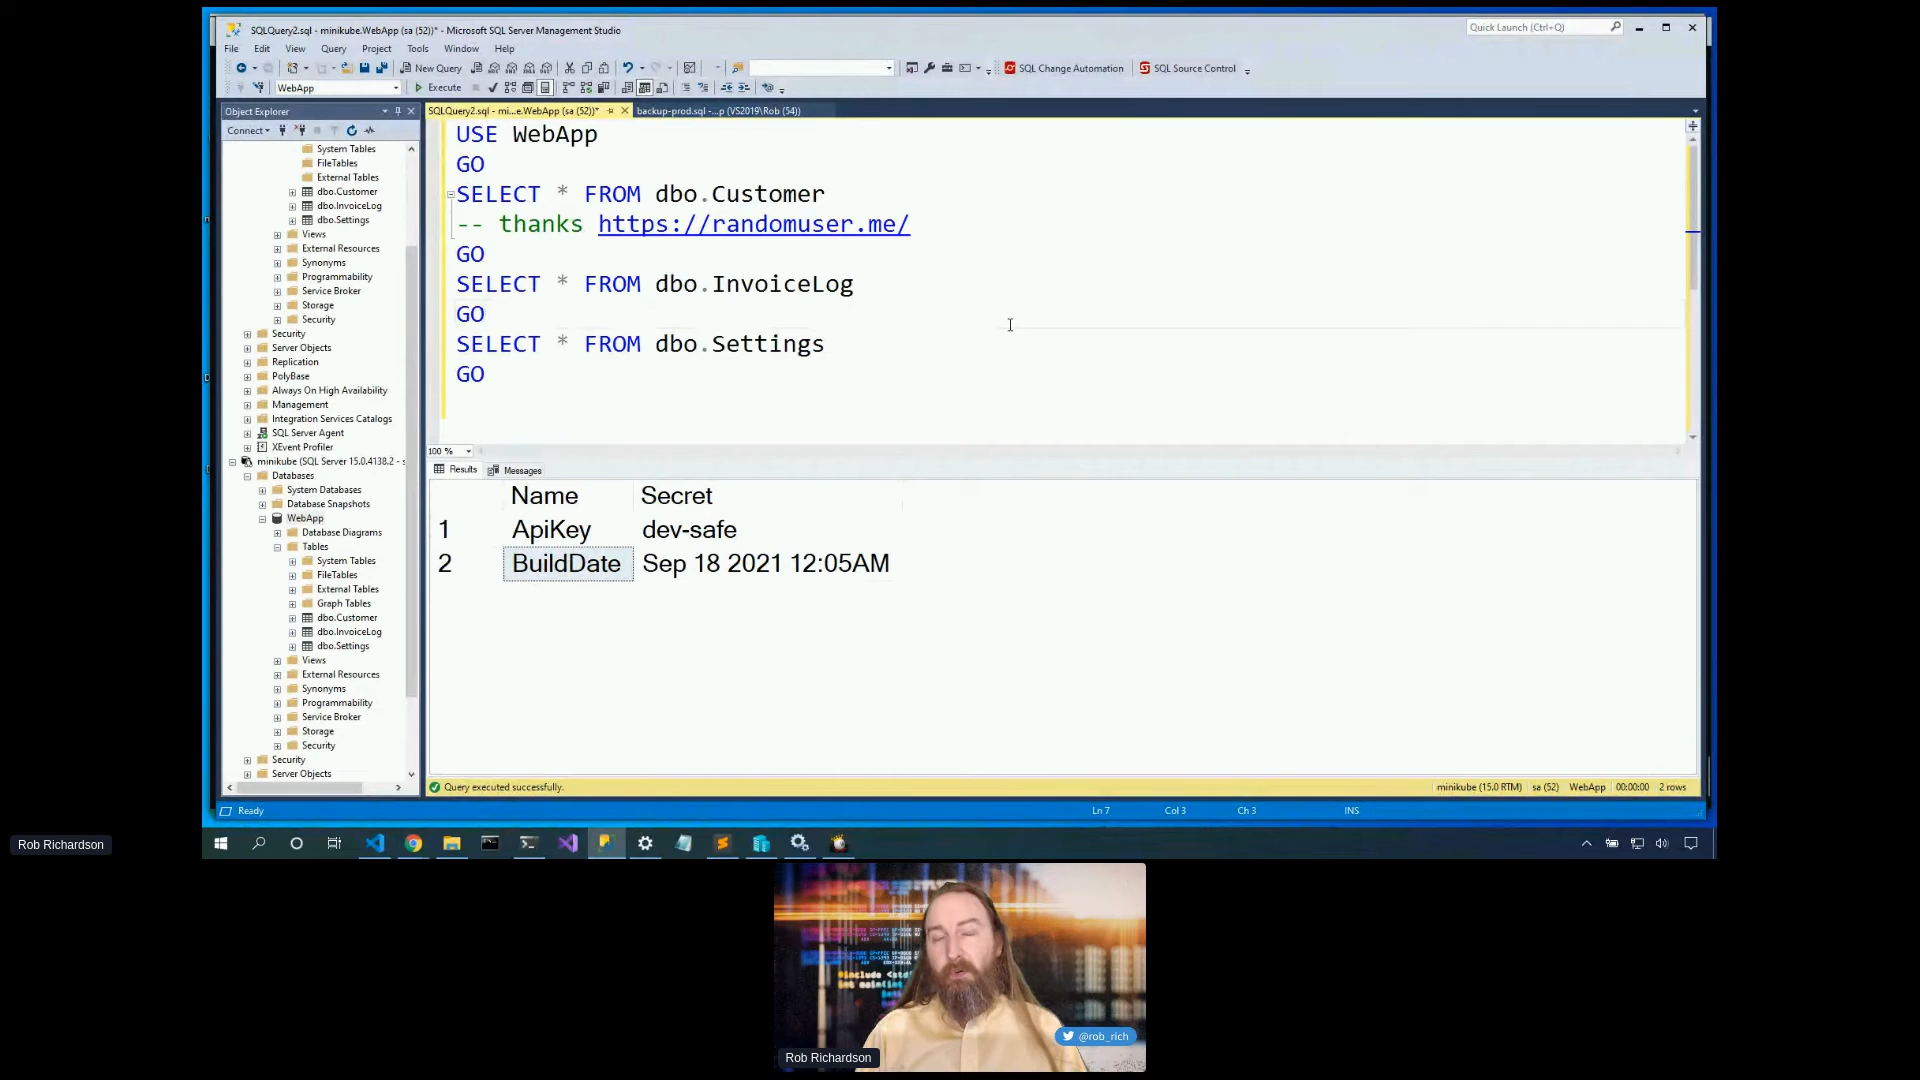 SQLQuery2.sql - minikube.WebApp (sa (52))* - Microsoft SQL Server Management Studio
Quick Launch (Ctrl+Q)
File Edit View Query Project Tools Window Help
New Query
SQL Change Automation
SQL Source Control
WebApp
Execute
Object Explorer
Connect
System Tables
FileTables
External Tables
dbo.Customer
dbo.InvoiceLog
dbo.Settings
Views
External Resources
Synonyms
Programmability
Service Broker
Storage
Security
Security
Server Objects
Replication
PolyBase
Always On High Availability
Management
Integration Services Catalogs
SQL Server Agent
XEvent Profiler
minikube (SQL Server 15.0.4138.2 - s
Databases
System Databases
Database Snapshots
WebApp
Database Diagrams
Tables
System Tables
FileTables
External Tables
Graph Tables
dbo.Customer
dbo.InvoiceLog
dbo.Settings
Views
External Resources
Synonyms
Programmability
Service Broker
Storage
Security
Security
Server Objects
SQLQuery2.sql - mi...e.WebApp (sa (52))*
backup-prod.sql -...p (VS2019\Rob (54))
USE WebApp
GO
SELECT * FROM dbo.Customer
-- thanks https://randomuser.me/
GO
SELECT * FROM dbo.InvoiceLog
GO
SELECT * FROM dbo.Settings
GO
100 %
Results
Messages
Name Secret
1 ApiKey dev-safe
2 BuildDate Sep 18 2021 12:05AM
Query executed successfully.
minikube (15.0 RTM) sa (52) WebApp 00:00:00 2 rows
Ready
Ln 7 Col 3 Ch 3 INS
Rob Richardson
@rob_rich
Rob Richardson